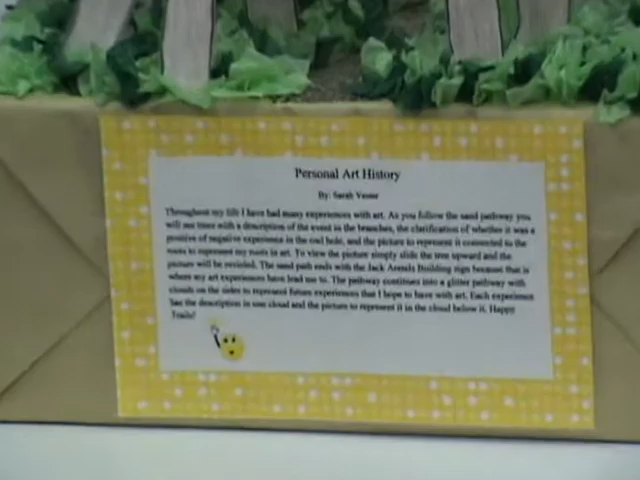 Personal Art History
By: Sarah
Throughout my life I have had many experiences with art. As you follow the sand pathway you
will see trees with a description of the event in the branches, the clarification of whether it was a
positive of negative experience in the owl hole, and the picture to represent is connected to the
roots to represent my roots in art. To view the picture simply slide the tree upward and the
picture will be revealed. The sand path ends with the Jack Arends Building sign because that is
where my art experiences have lead me to. The pathway continues into a glitter pathway with
clouds on the sides to represent future experiences that I hope to have with art. Each experience
has the description in one cloud and the picture to represent it in the cloud below it. Happy
Trails!